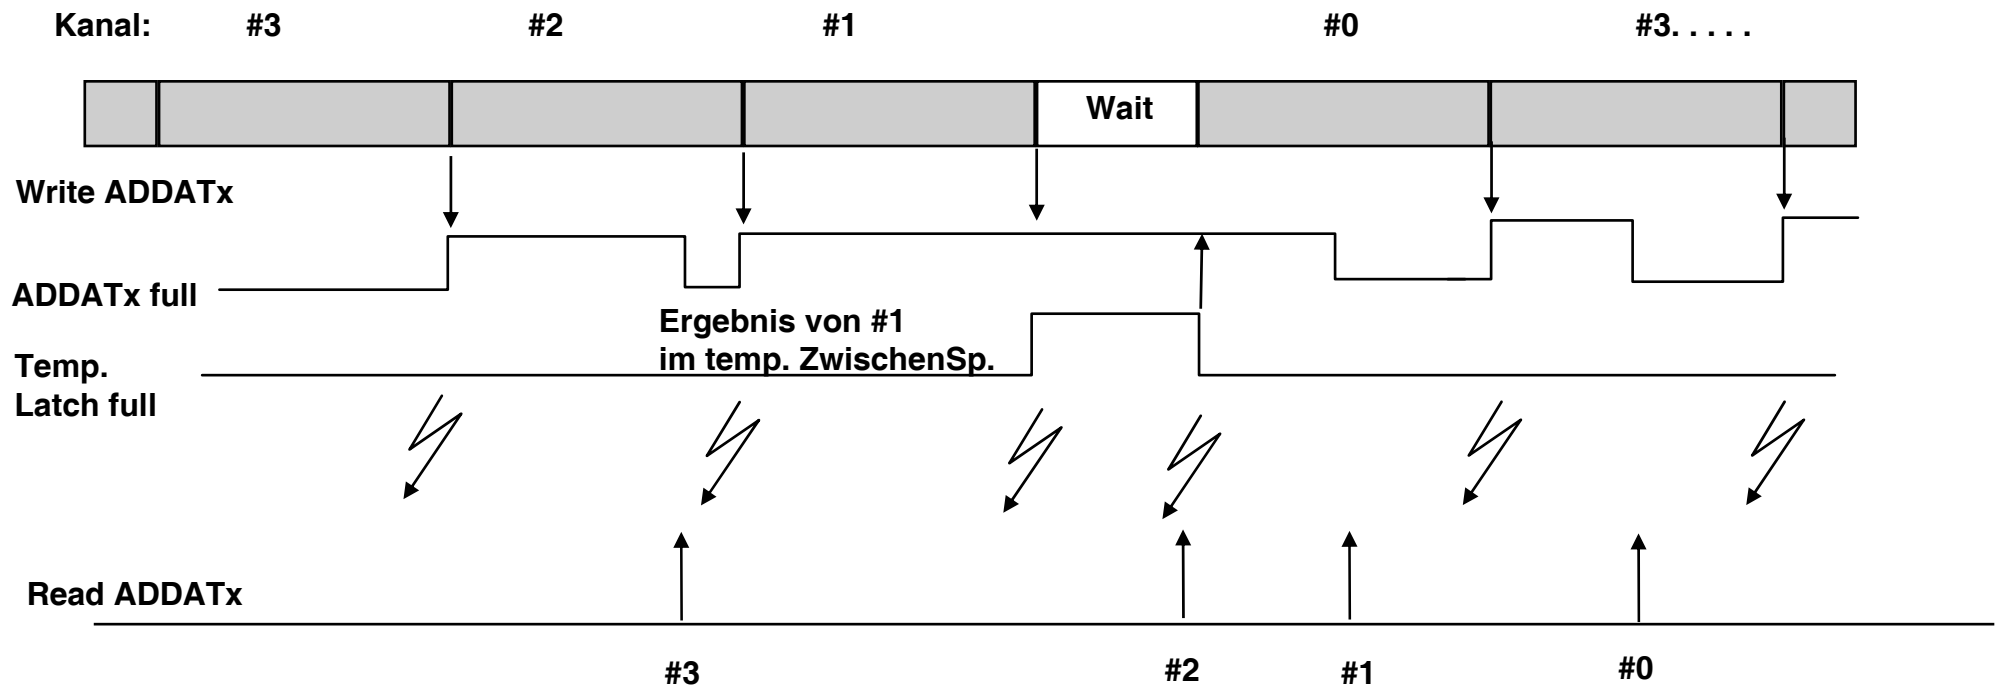 Kanal: #3 #2 #1 #0 #3. . . . .
Wait
Write ADDATx
ADDATx full
Ergebnis von #1
im temp. ZwischenSp.
Temp.
Latch full
Read ADDATx
#3 #2 #1 #0